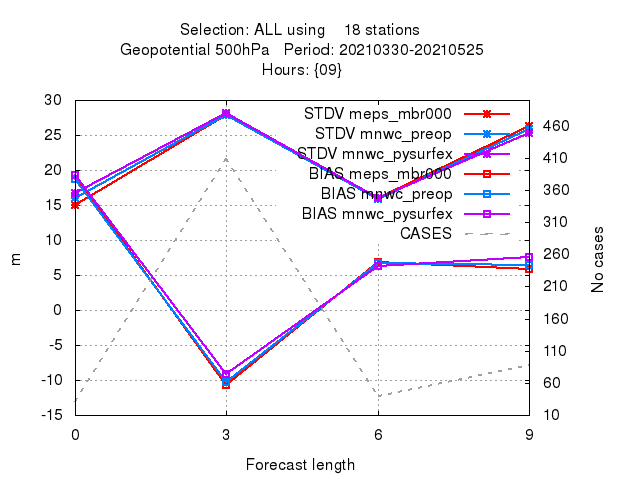 Selection: ALL using 18 stations
Geopotential 500hPa Period: 20210330-20210525
Hours: {09}
30
25
20
15
10
5
0
-5
-10
-15
m
STDV meps_mbr000
STDV mnwc_preop
STDV mnwc_pysurfex
BIAS meps_mbr000
BIAS mnwc_preop
BIAS mnwc_pysurfex
CASES
460
410
360
310
260
210
160
110
60
10
No cases
0
3
6
9
Forecast length